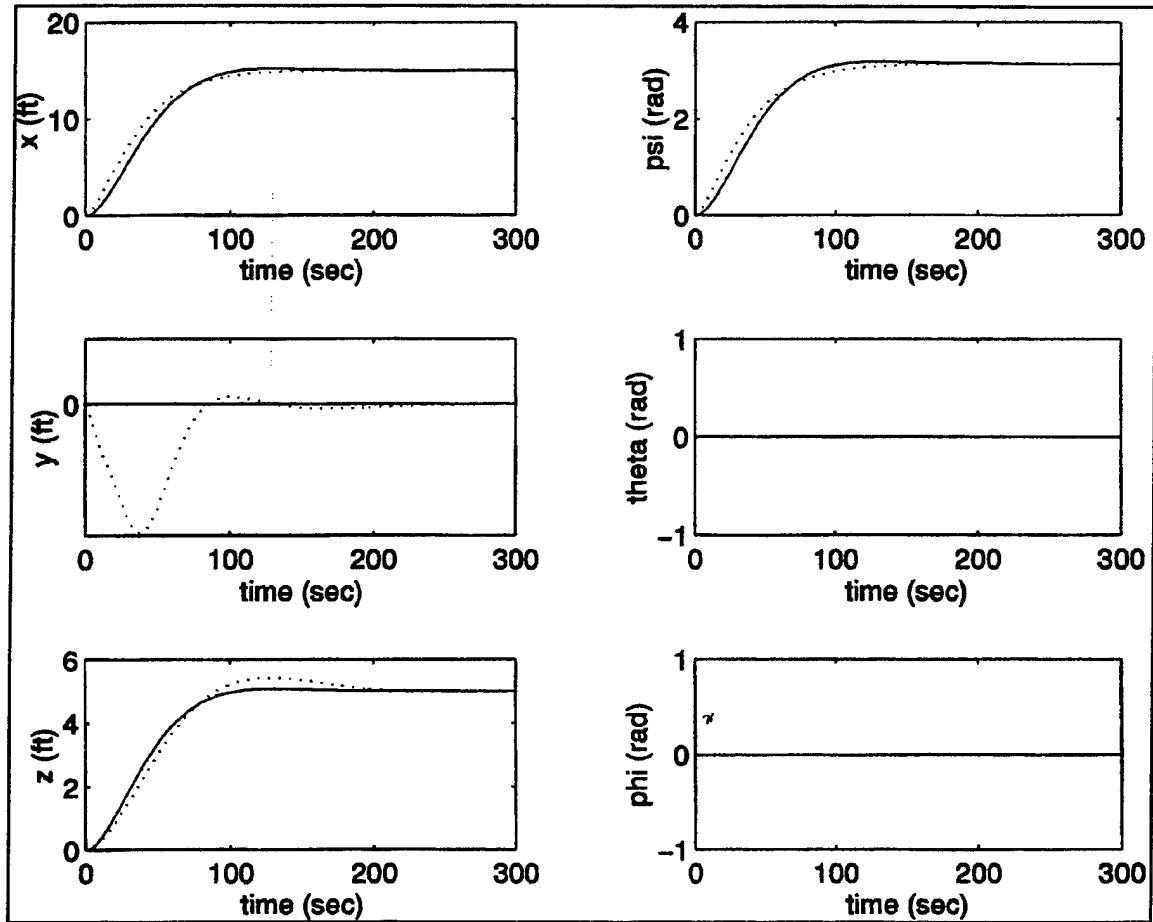 20
10
0
x (ft)
0 100 200 300
time (sec)
4
2
0
psi (rad)
0 100 200 300
time (sec)
0
y (ft)
0 100 200 300
time (sec)
1
0
-1
theta (rad)
0 100 200 300
time (sec)
6
4
2
0
z (ft)
0 100 200 300
time (sec)
1
0
-1
phi (rad)
0 100 200 300
time (sec)